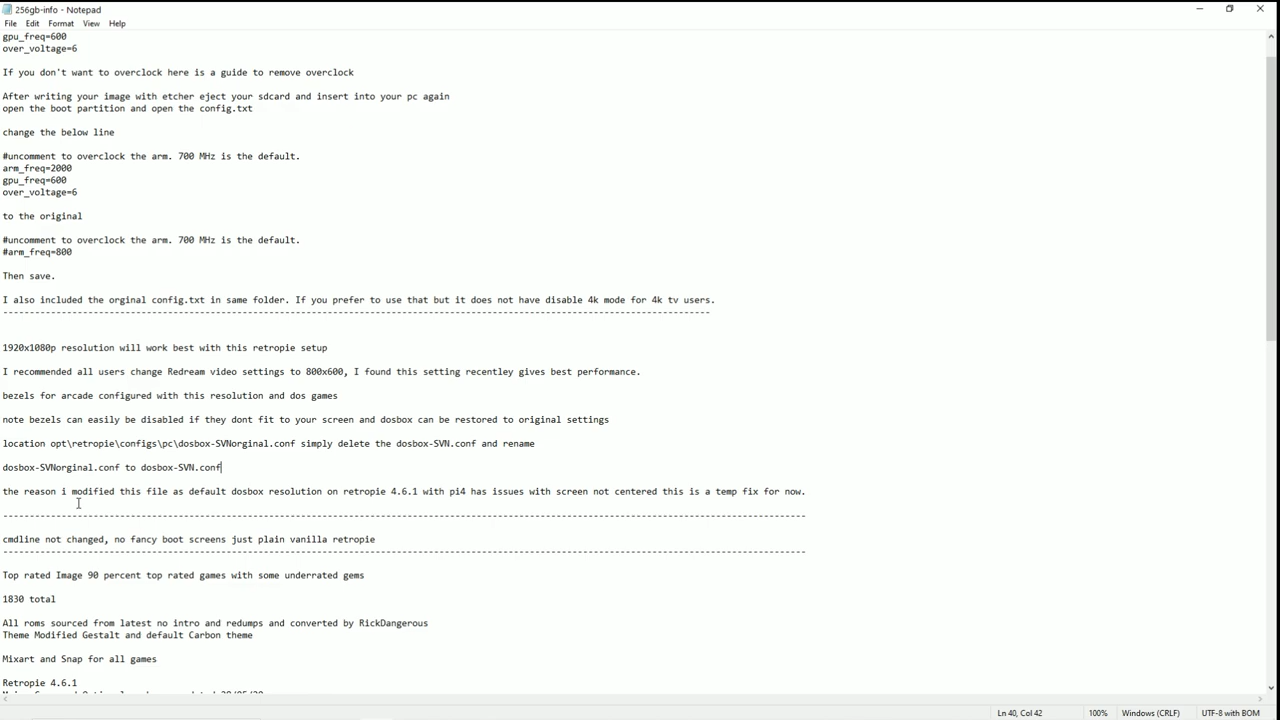 256gb-info - Notepad
File Edit Format View Help
gpu_freq=600
over_voltage=6
If you don't want to overclock here is a guide to remove overclock
After writing your image with etcher eject your sdcard and insert into your pc again
open the boot partition and open the config.txt
change the below line
#uncomment to overclock the arm. 700 MHz is the default.
arm_freq=2000
gpu_freq=600
over_voltage=6
to the original
#uncomment to overclock the arm. 700 MHz is the default.
#arm_freq=800
Then save.
I also included the orginal config.txt in same folder. If you prefer to use that but it does not have disable 4k mode for 4k tv users.
--------------------------------------------------------------------------------------------------------------------------------------
1920x1080p resolution will work best with this retropie setup
I recommended all users change Redream video settings to 800x600, I found this setting recentley gives best performance.
bezels for arcade configured with this resolution and dos games
note bezels can easily be disabled if they dont fit to your screen and dosbox can be restored to original settings
location opt\retropie\configs\pc\dosbox-SVNorginal.conf simply delete the dosbox-SVN.conf and rename
dosbox-SVNorginal.conf to dosbox-SVN.conf
the reason i modified this file as default dosbox resolution on retropie 4.6.1 with pi4 has issues with screen not centered this is a temp fix for now.
--------------------------------------------------------------------------------------------------------------------------------------------------------
cmdline not changed, no fancy boot screens just plain vanilla retropie
--------------------------------------------------------------------------------------------------------------------------------------------------------
Top rated Image 90 percent top rated games with some underrated gems
1830 total
All roms sourced from latest no intro and redumps and converted by RickDangerous
Theme Modified Gestalt and default Carbon theme
Mixart and Snap for all games
Retropie 4.6.1
Ln 40, Col 42 100% Windows (CRLF) UTF-8 with BOM